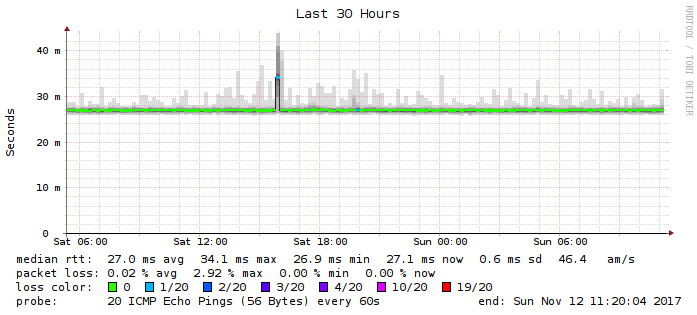 Last 30 Hours
RRDTOOL / TOBI OETIKER
Seconds
40 m
30 m
20 m
10 m
0
Sat 06:00 Sat 12:00 Sat 18:00 Sun 00:00 Sun 06:00
median rtt: 27.0 ms avg 34.1 ms max 26.9 ms min 27.1 ms now 0.6 ms sd 46.4 am/s
packet loss: 0.02 % avg 2.92 % max 0.00 % min 0.00 % now
loss color: 0 1/20 2/20 3/20 4/20 10/20 19/20
probe: 20 ICMP Echo Pings (56 Bytes) every 60s end: Sun Nov 12 11:20:04 2017